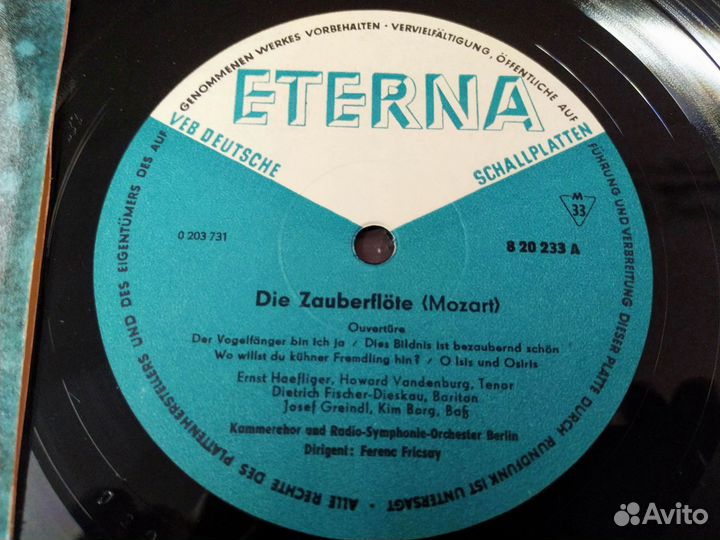 GENOMMENEN WERKES VORBEHALTEN · VERVIELFÄLTIGUNG, ÖFFENTLICHE AUF
FÜHRUNG UND VERBREITUNG DIESER PLATTE DURCH RUNDFUNK IST UNTERSAGT · ALLE RECHTE DES PLATTENHERSTELLERS UND DES EIGENTÜMERS DES AUF
ETERNA
VEB DEUTSCHE
SCHALLPLATTEN
M
33
0 203 731
8 20 233 A
Die Zauberflöte (Mozart)
Ouvertüre
Der Vogelfänger bin ich ja / Dies Bildnis ist bezaubernd schön
Wo willst du kühner Fremdling hin? / O Isis und Osiris
Ernst Haefliger, Howard Vandenburg, Tenor
Dietrich Fischer-Dieskau, Bariton
Josef Greindl, Kim Borg, Baß
Kammerchor und Radio-Symphonie-Orchester Berlin
Dirigent: Ferenc Fricsay
Avito